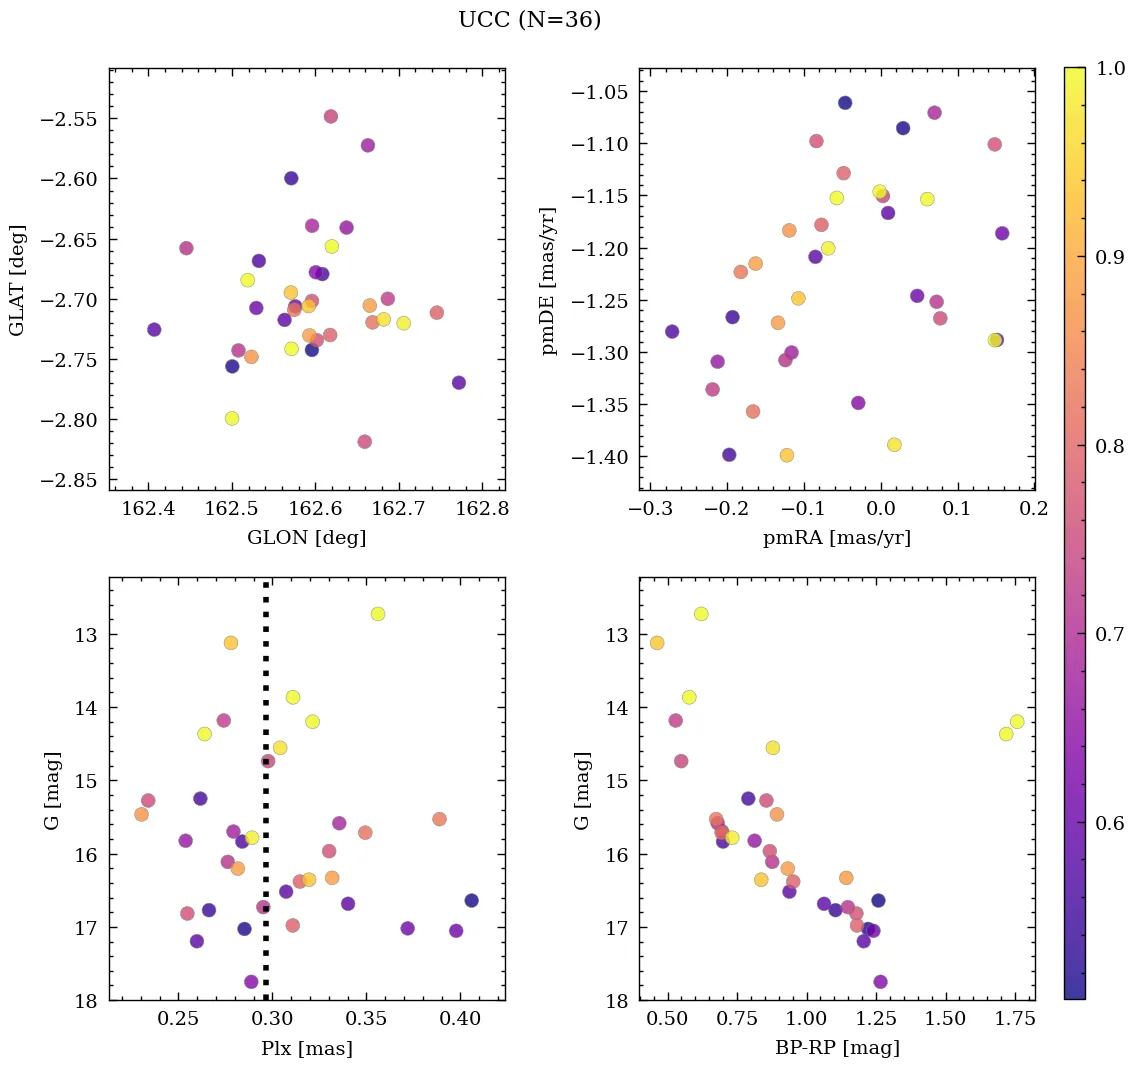 UCC (N=36)
−2.55
−2.60
−2.65
−2.70
−2.75
−2.80
−2.85
GLAT [deg]
162.4 162.5 162.6 162.7 162.8
GLON [deg]
−1.05
−1.10
−1.15
−1.20
−1.25
−1.30
−1.35
−1.40
pmDE [mas/yr]
−0.3 −0.2 −0.1 0.0 0.1 0.2
pmRA [mas/yr]
13
14
15
16
17
18
G [mag]
0.25 0.30 0.35 0.40
Plx [mas]
13
14
15
16
17
18
G [mag]
0.50 0.75 1.00 1.25 1.50 1.75
BP-RP [mag]
1.0
0.9
0.8
0.7
0.6